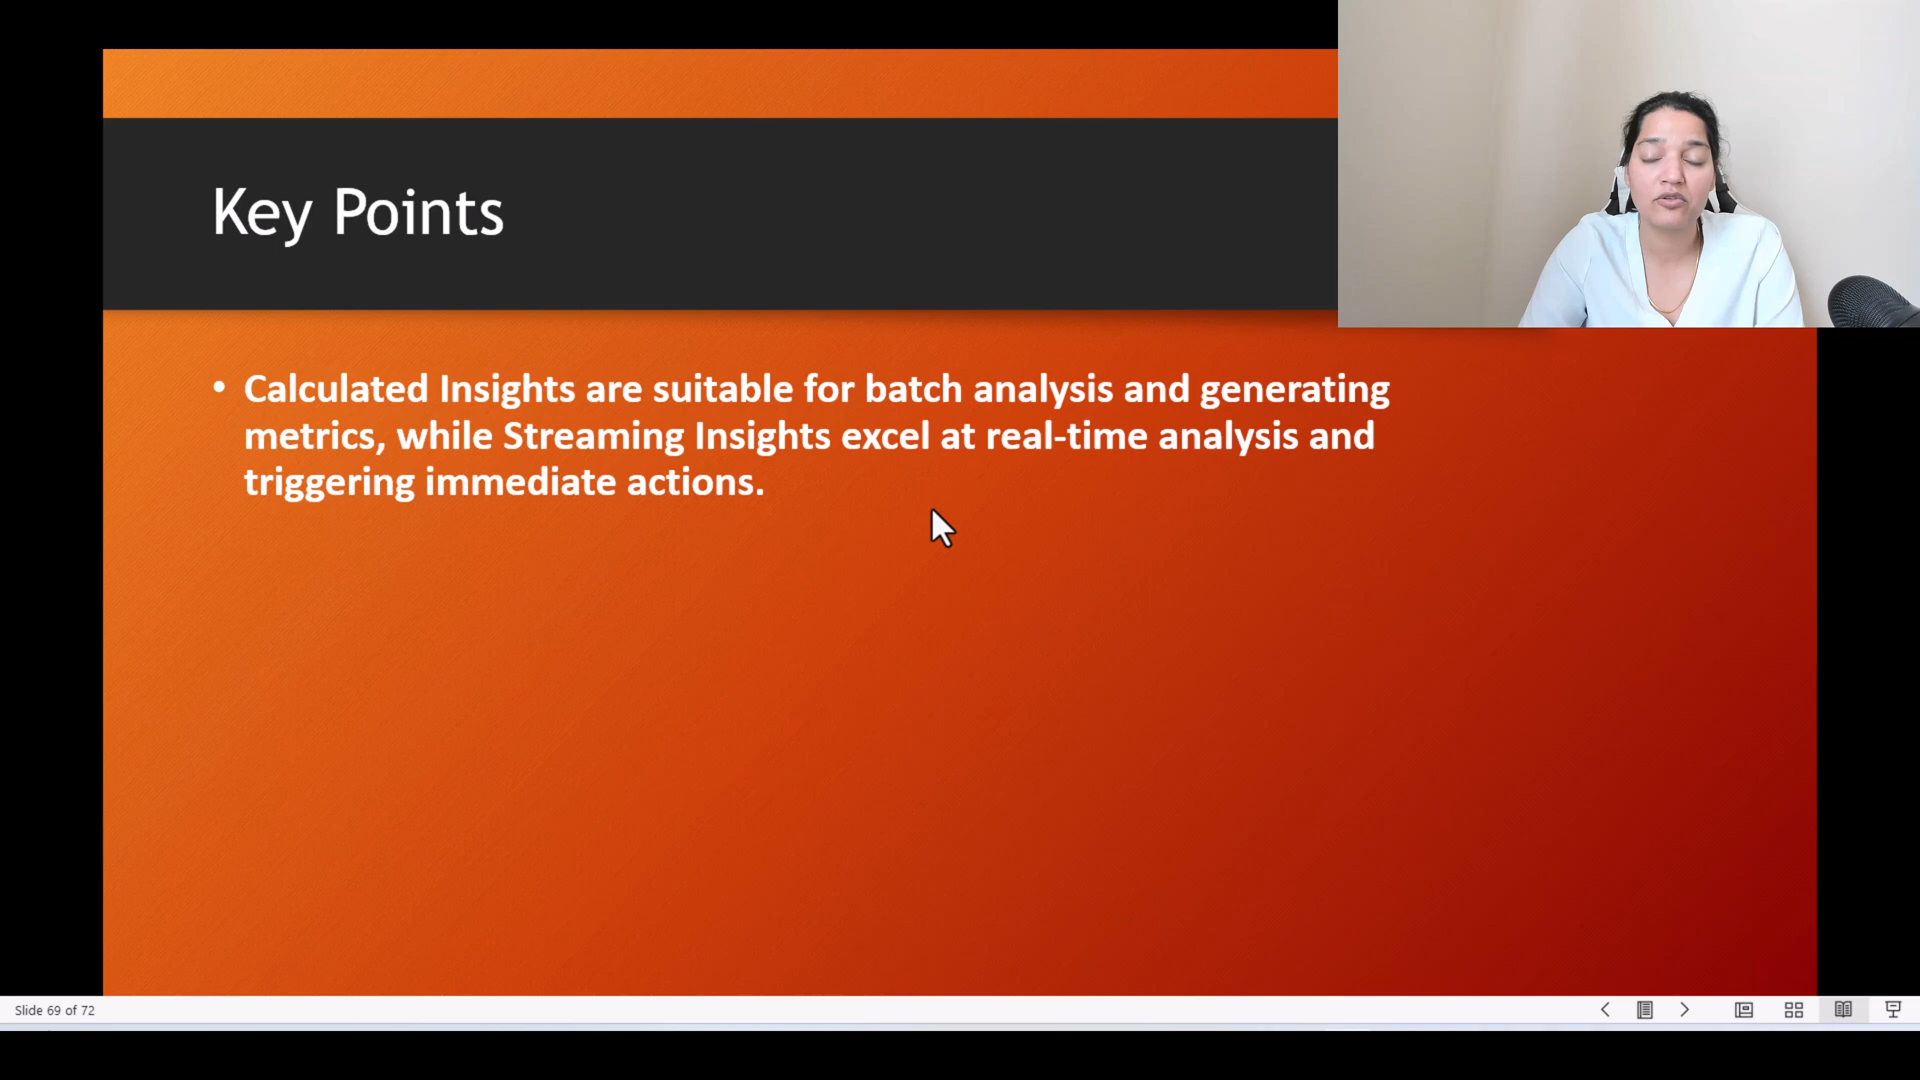 Key Points
• Calculated Insights are suitable for batch analysis and generating
metrics, while Streaming Insights excel at real-time analysis and
triggering immediate actions.
Slide 69 of 72